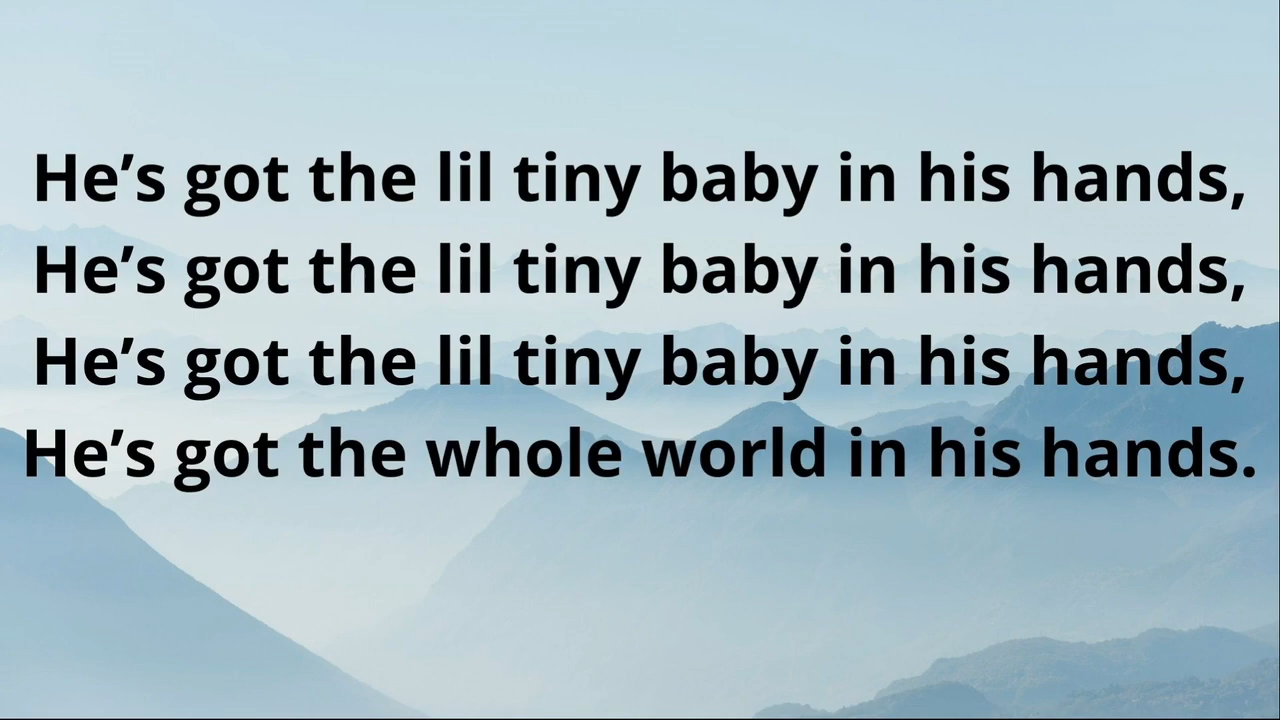 He’s got the lil tiny baby in his hands,
He’s got the lil tiny baby in his hands,
He’s got the lil tiny baby in his hands,
He’s got the whole world in his hands.